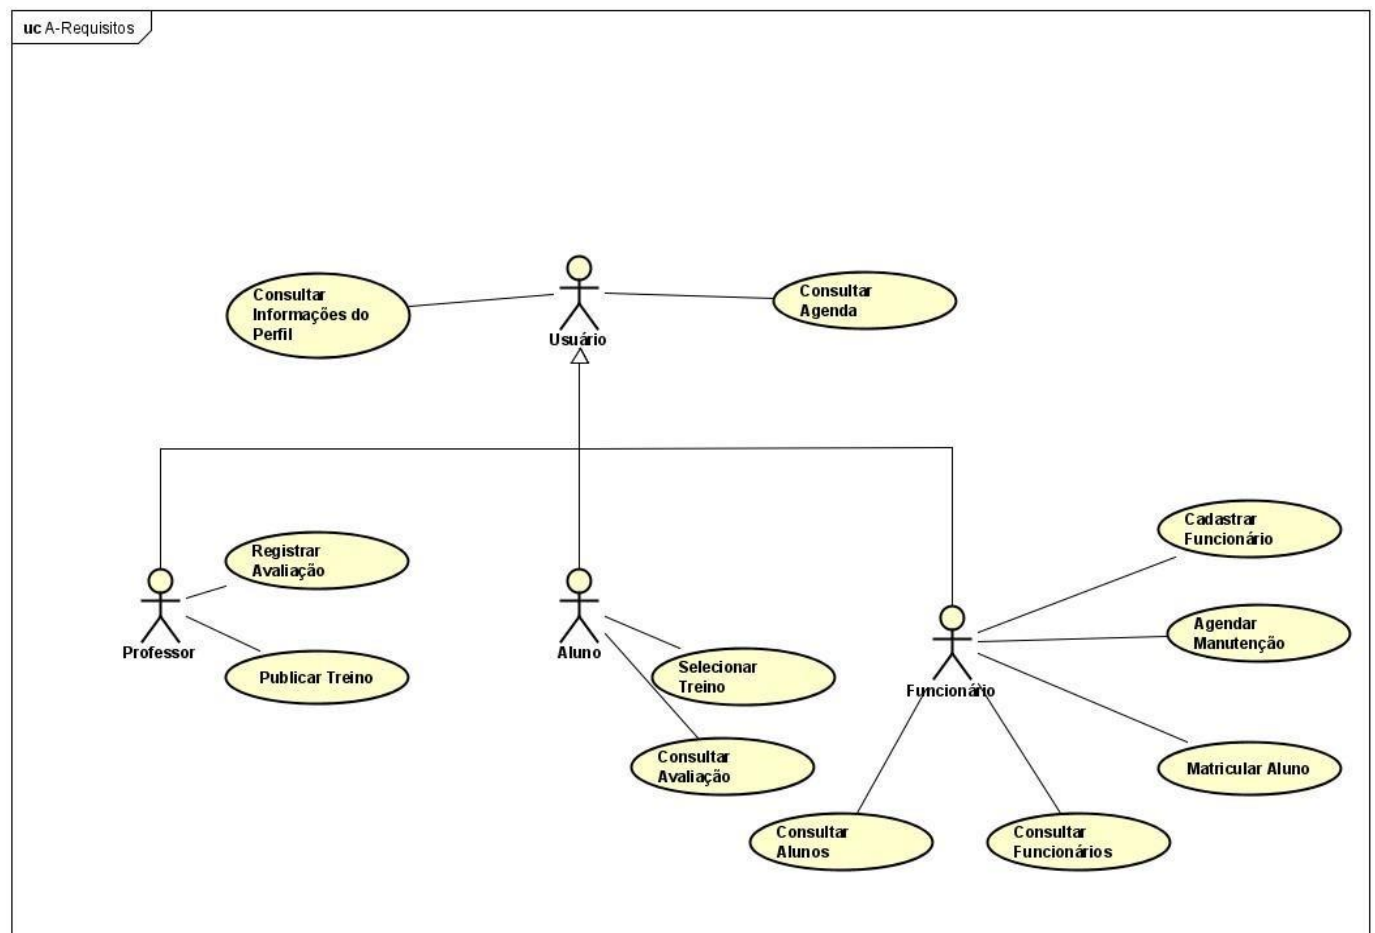 uc A-Requisitos
Consultar
Informações do
Perfil
Usuário
Consultar
Agenda
Registrar
Avaliação
Professor
Publicar Treino
Aluno
Selecionar
Treino
Consultar
Avaliação
Funcionário
Cadastrar
Funcionário
Agendar
Manutenção
Matricular Aluno
Consultar
Alunos
Consultar
Funcionários